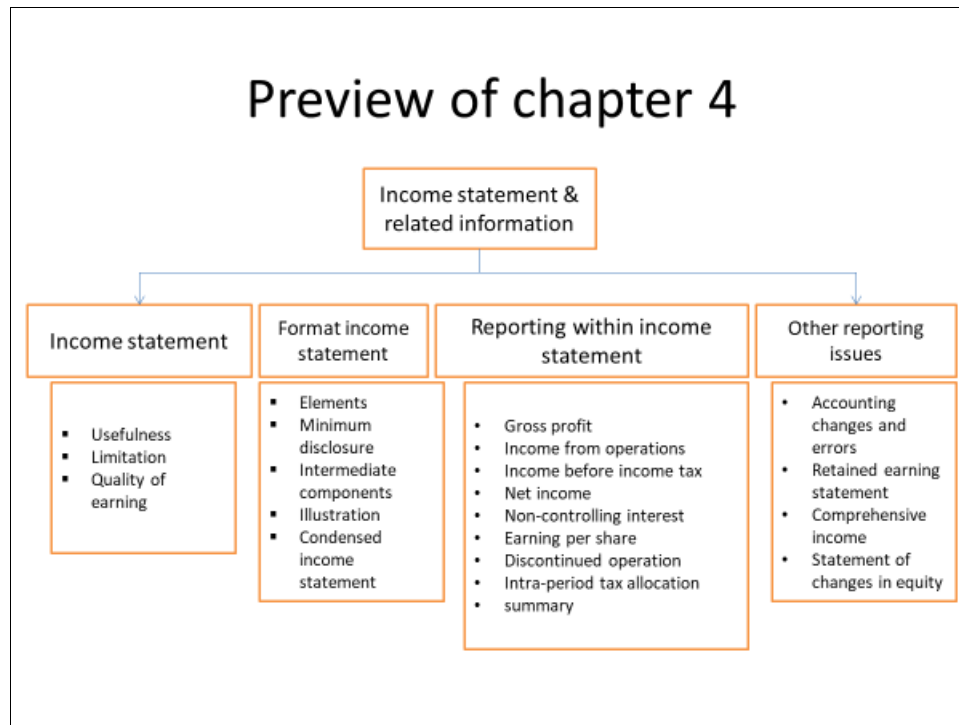 Preview of chapter 4
Income statement &
related information
Income statement
▪ Usefulness
▪ Limitation
▪ Quality of
earning
Format income
statement
▪ Elements
▪ Minimum
disclosure
▪ Intermediate
components
▪ Illustration
▪ Condensed
income
statement
Reporting within income
statement
• Gross profit
• Income from operations
• Income before income tax
• Net income
• Non-controlling interest
• Earning per share
• Discontinued operation
• Intra-period tax allocation
• summary
Other reporting
issues
• Accounting
changes and
errors
• Retained earning
statement
• Comprehensive
income
• Statement of
changes in equity